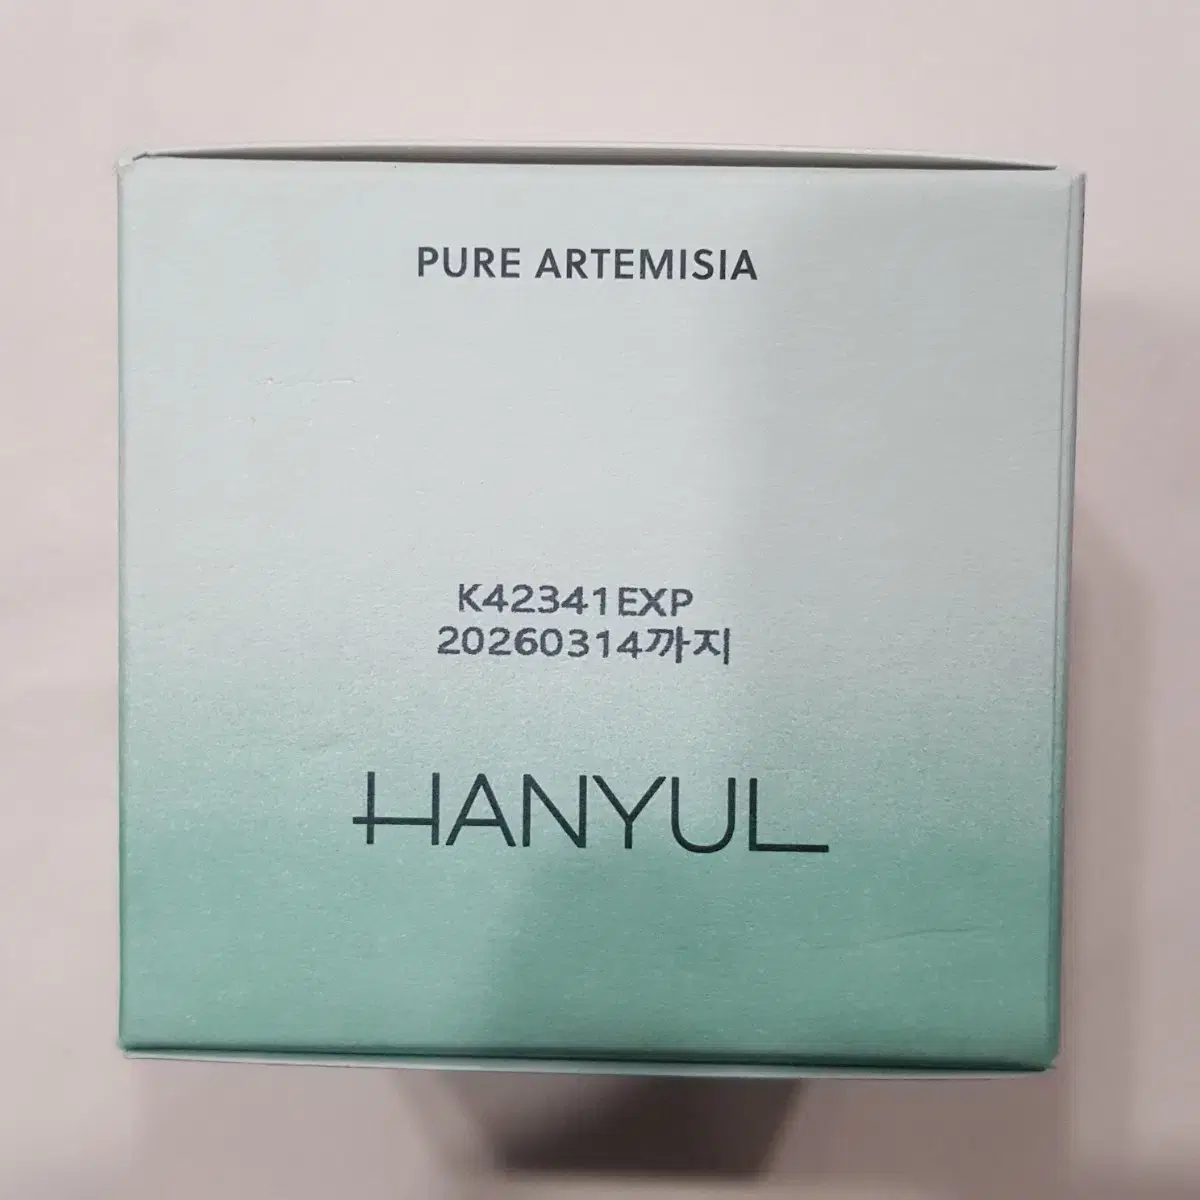 PURE ARTEMISIA
K42341EXP
20260314까지
HANYUL